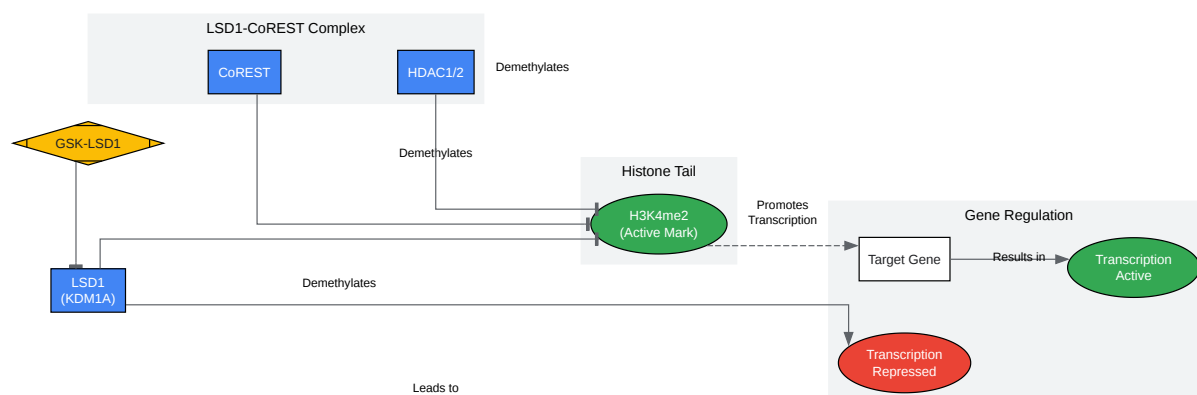 LSD1-CoREST Complex
CoREST
HDAC1/2
Demethylates
GSK-LSD1
Demethylates
Histone Tail
H3K4me2
(Active Mark)
Promotes
Transcription
Gene Regulation
Target Gene
Results in
Transcription
Active
LSD1
(KDM1A)
Demethylates
Transcription
Repressed
Leads to